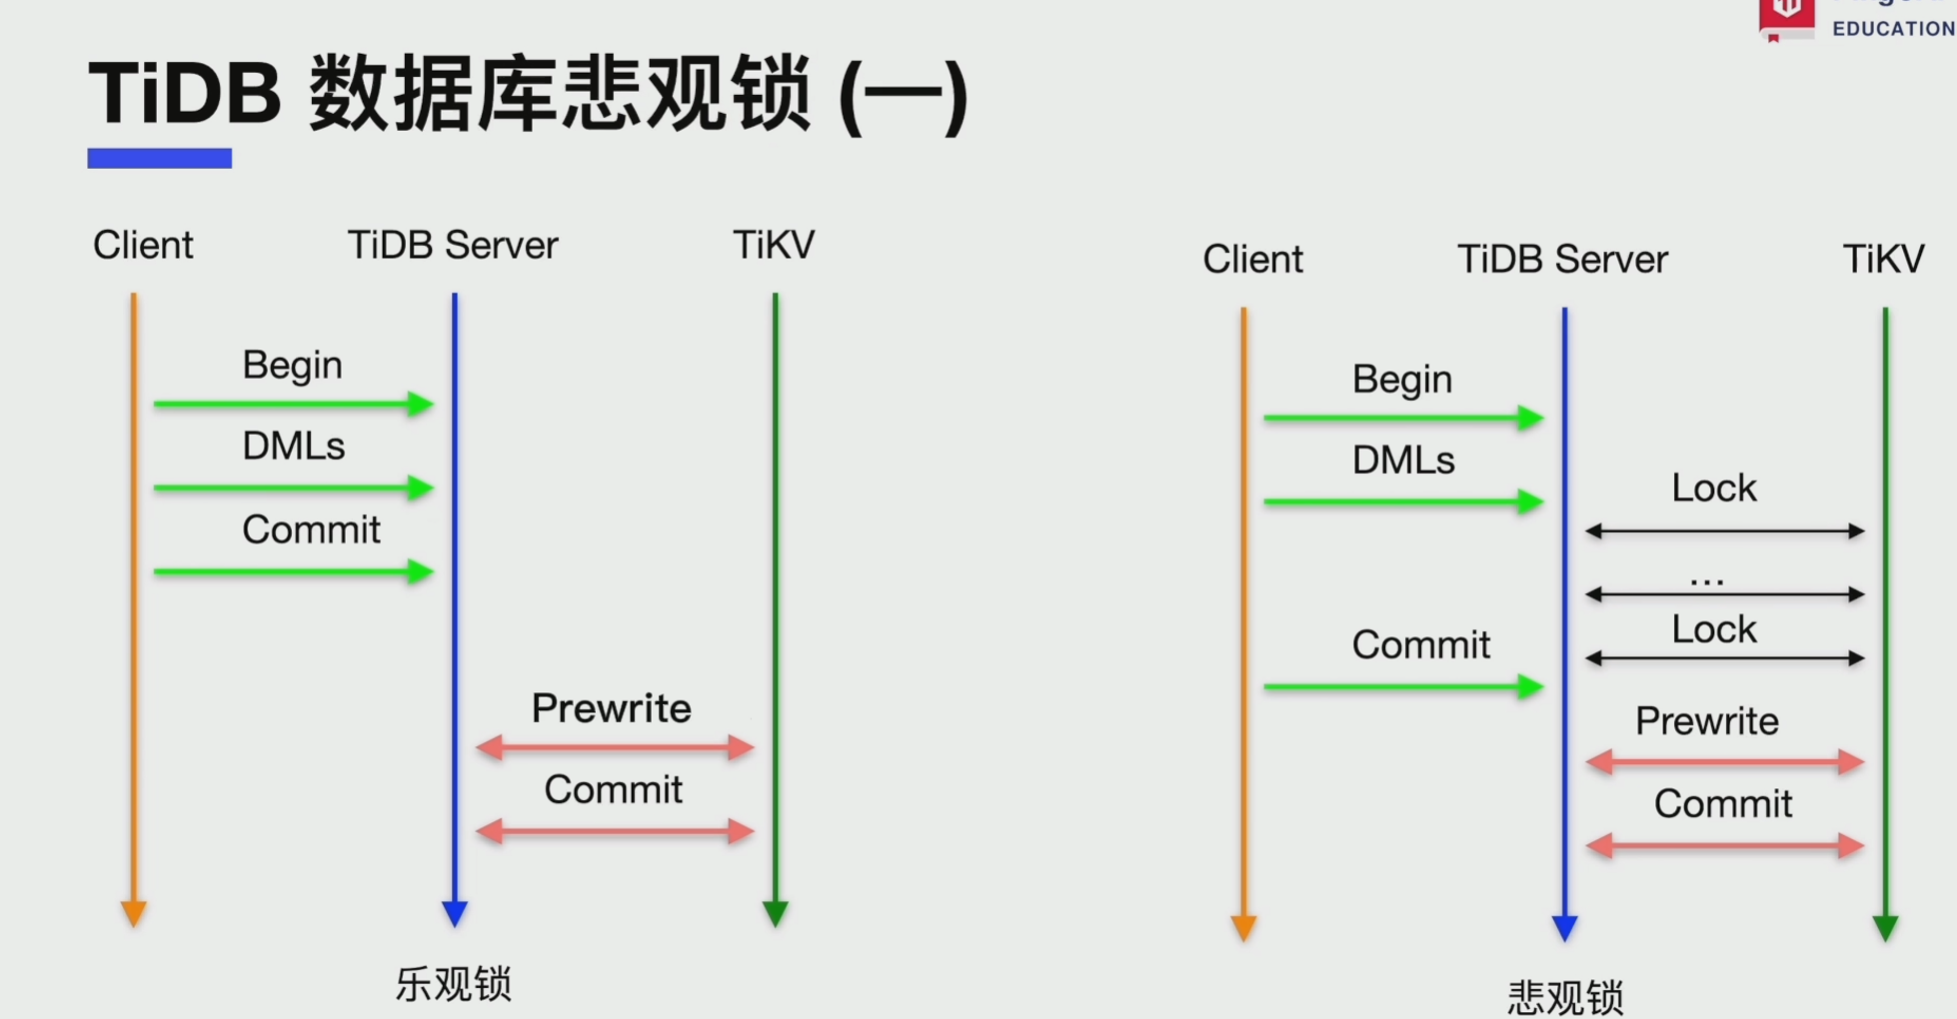 EDUCATION
TiDB 数据库悲观锁 (一)
Client
TiDB Server
TiKV
Begin
DMLs
Commit
Prewrite
Commit
乐观锁
Client
TiDB Server
TiKV
Begin
DMLs
Lock
...
Lock
Commit
Prewrite
Commit
悲观锁